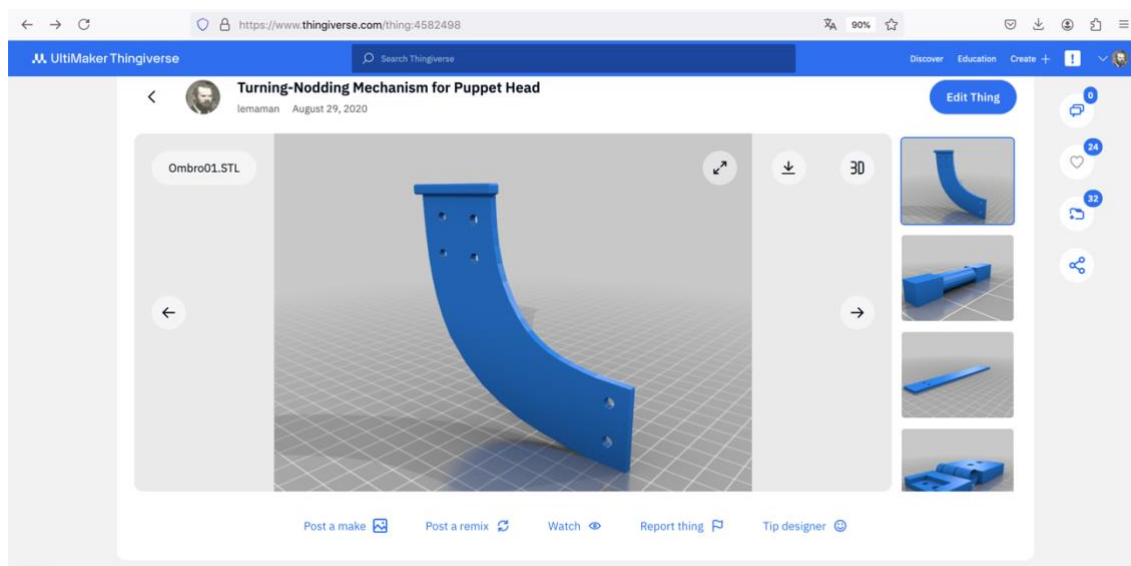 https://www.thingiverse.com/thing:4582498
90%
UltiMaker Thingiverse
Search Thingiverse
Discover Education Create +
Turning-Nodding Mechanism for Puppet Head
lemaman August 29, 2020
Edit Thing
0
Ombro01.STL
3D
24
32
Post a make
Post a remix
Watch
Report thing
Tip designer